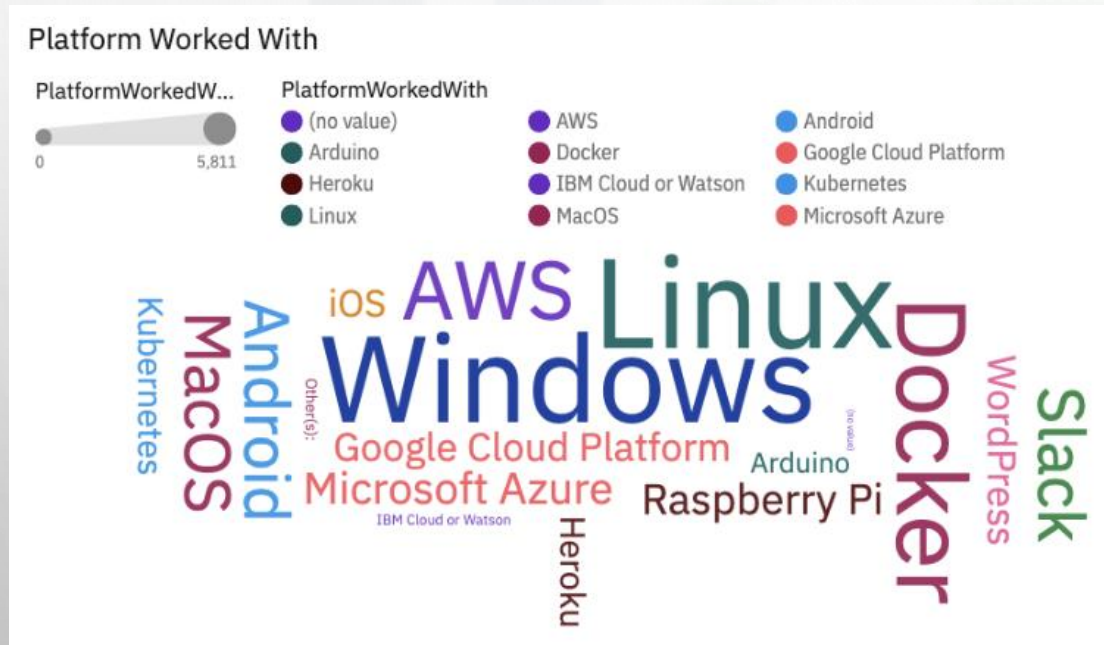 Platform Worked With
PlatformWorkedW...
0
5,811
PlatformWorkedWith
(no value)
Arduino
Heroku
Linux
AWS
Docker
IBM Cloud or Watson
MacOS
Android
Google Cloud Platform
Kubernetes
Microsoft Azure
Kubernetes
MacOS
Android
iOS
AWS
Linux
Other(s):
Windows
(no value)
Google Cloud Platform
Arduino
Microsoft Azure
Raspberry Pi
IBM Cloud or Watson
Heroku
Docker
WordPress
Slack